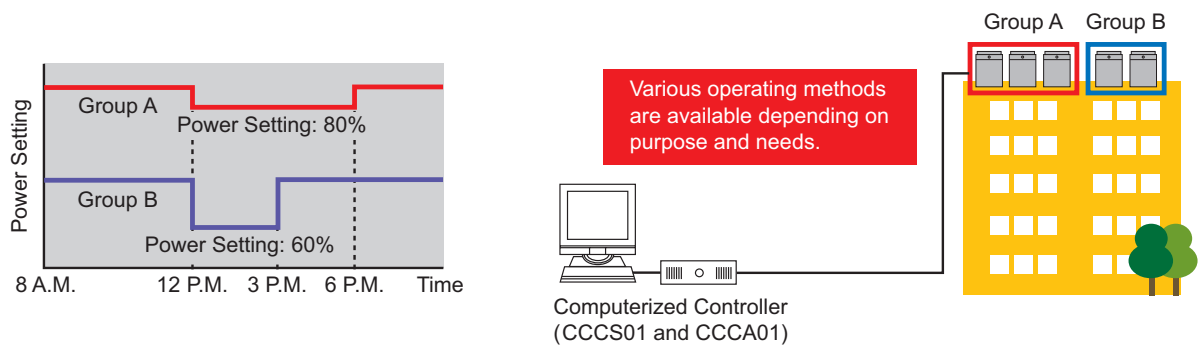 Power Setting
Group A
Power Setting: 80%
Group B
Power Setting: 60%
8 A.M. 12 P.M. 3 P.M. 6 P.M. Time
Group A Group B
Various operating methods
are available depending on
purpose and needs.
Computerized Controller
(CCCS01 and CCCA01)